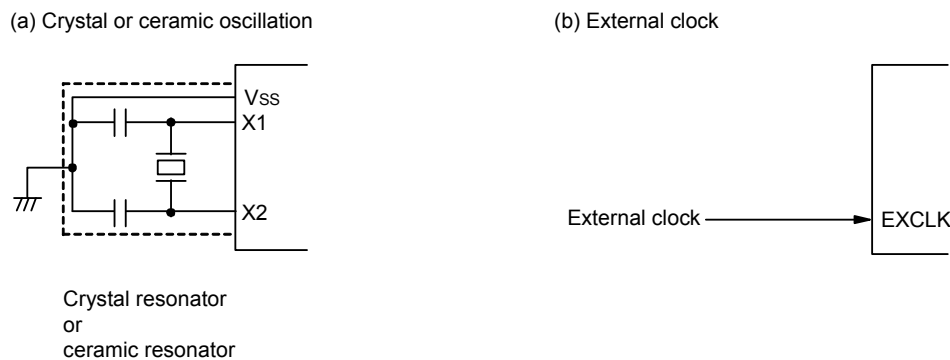 (a) Crystal or ceramic oscillation
VSS
X1
X2
Crystal resonator
or
ceramic resonator
(b) External clock
External clock
EXCLK